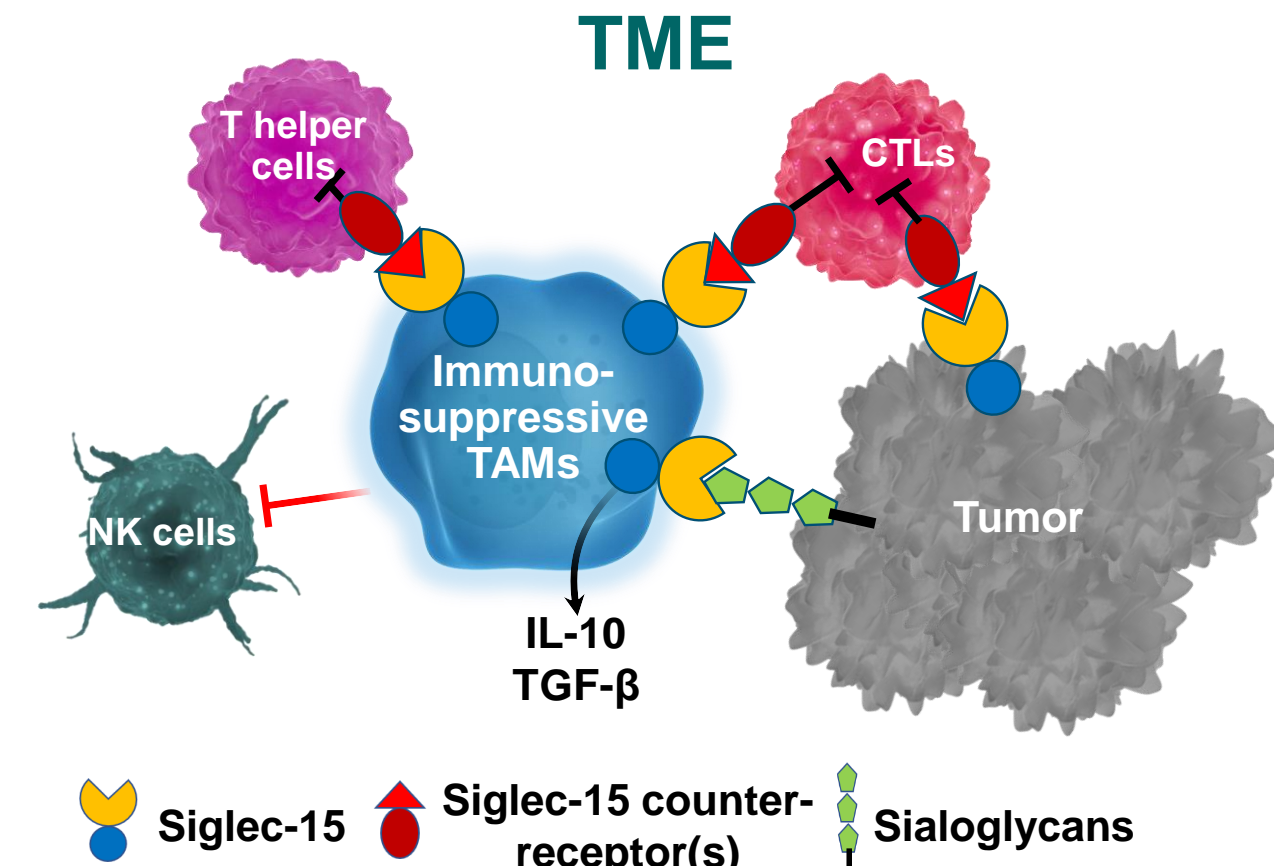 TME
T helper
cells
CTLs
Immuno-
suppressive
TAMs
NK cells
Tumor
IL-10
TGF-β
Siglec-15
Siglec-15 counter-
receptor(s)
Sialoglycans